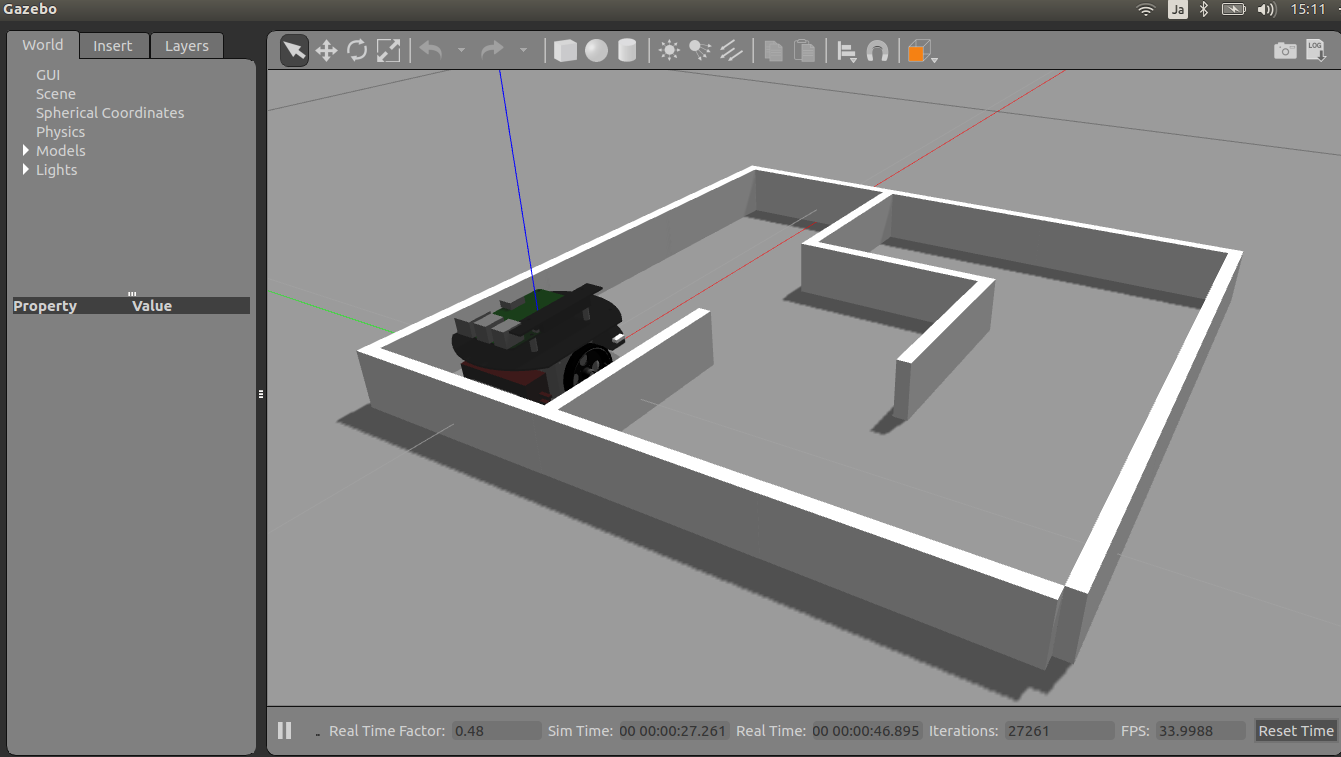 Gazebo
Ja 15:11
World Insert Layers
GUI
Scene
Spherical Coordinates
Physics
Models
Lights
Property Value
LOG
Real Time Factor: 0.48 Sim Time: 00 00:00:27.261 Real Time: 00 00:00:46.895 Iterations: 27261 FPS: 33.9988 Reset Time